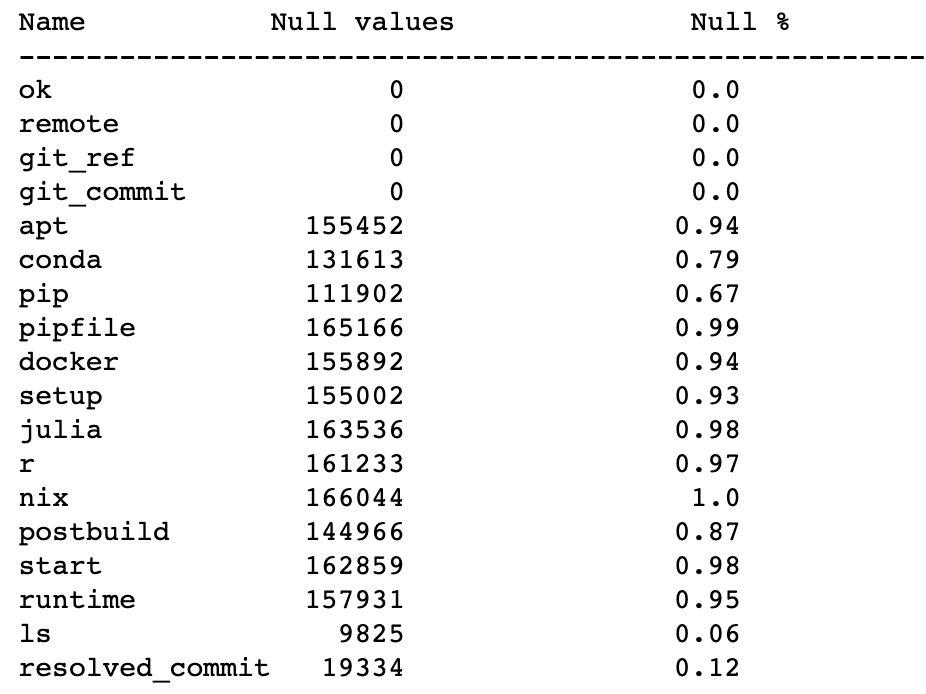 Name Null values Null %
------------------------------------------------------
ok 0 0.0
remote 0 0.0
git_ref 0 0.0
git_commit 0 0.0
apt 155452 0.94
conda 131613 0.79
pip 111902 0.67
pipfile 165166 0.99
docker 155892 0.94
setup 155002 0.93
julia 163536 0.98
r 161233 0.97
nix 166044 1.0
postbuild 144966 0.87
start 162859 0.98
runtime 157931 0.95
ls 9825 0.06
resolved_commit 19334 0.12